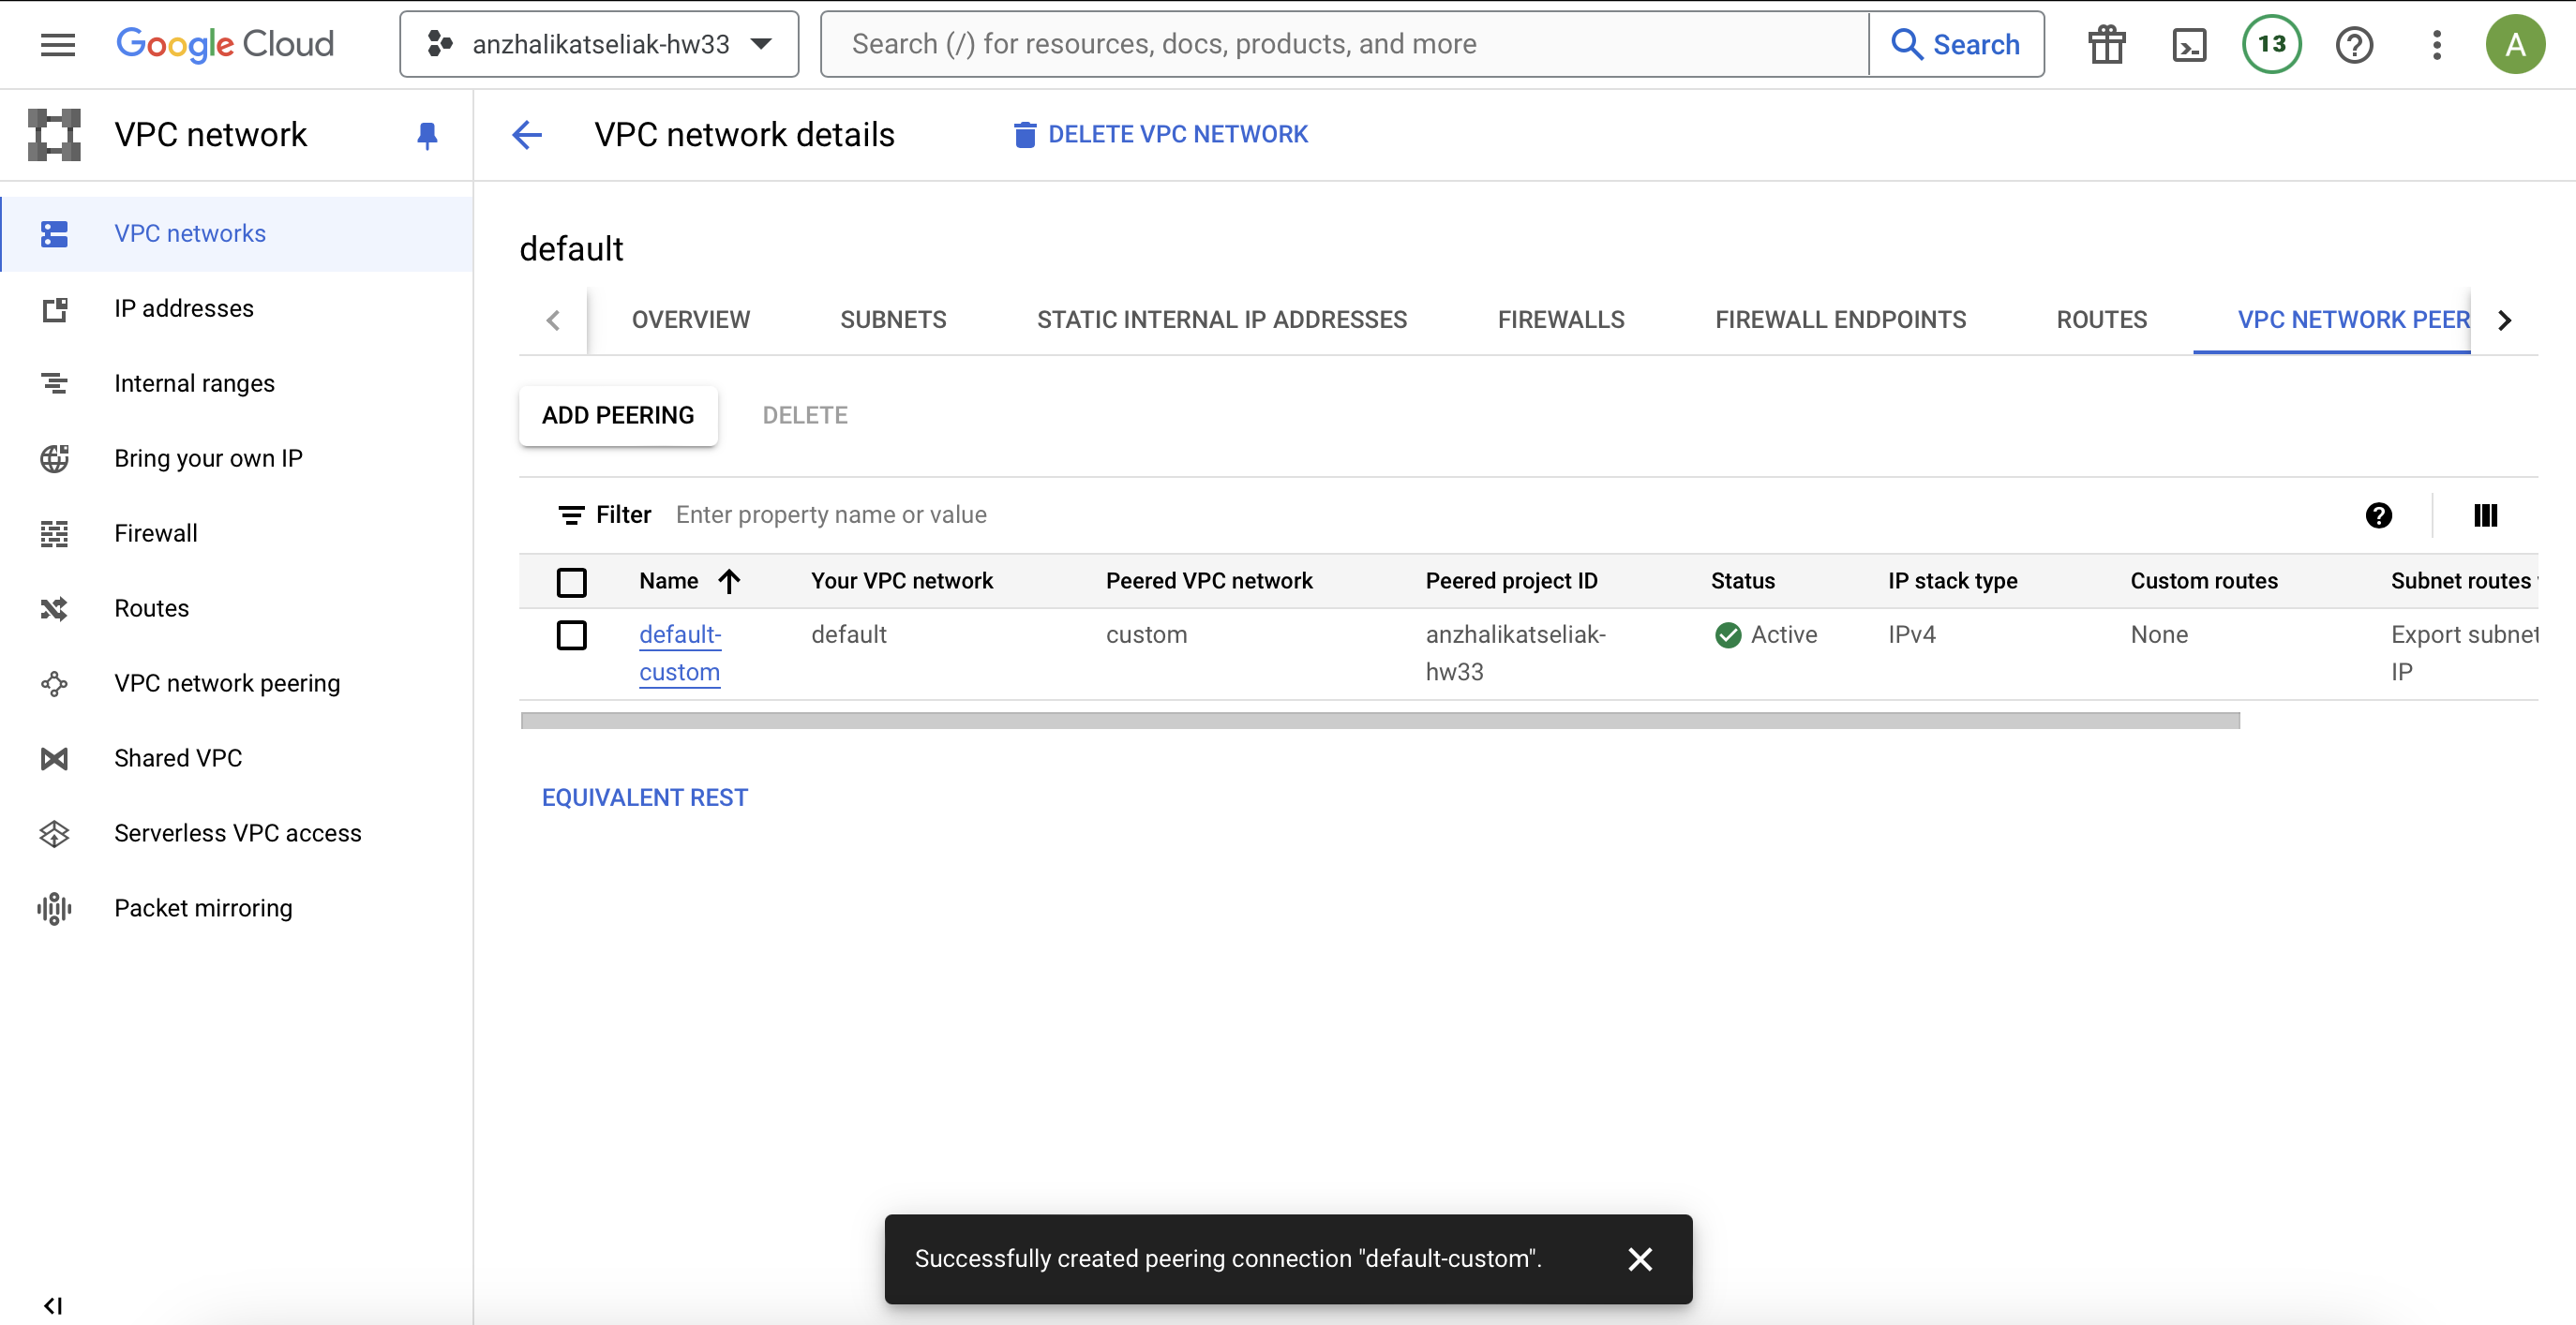 Google Cloud
anzhalikatseliak-hw33
Search (/) for resources, docs, products, and more
Search
13
A
VPC network
VPC network details
DELETE VPC NETWORK
VPC networks
IP addresses
Internal ranges
Bring your own IP
Firewall
Routes
VPC network peering
Shared VPC
Serverless VPC access
Packet mirroring
default
OVERVIEW
SUBNETS
STATIC INTERNAL IP ADDRESSES
FIREWALLS
FIREWALL ENDPOINTS
ROUTES
VPC NETWORK PEER
ADD PEERING
DELETE
Filter
Enter property name or value
Name
Your VPC network
Peered VPC network
Peered project ID
Status
IP stack type
Custom routes
Subnet routes
default-
custom
default
custom
anzhalikatseliak-
hw33
Active
IPv4
None
Export subnet
IP
EQUIVALENT REST
Successfully created peering connection "default-custom".